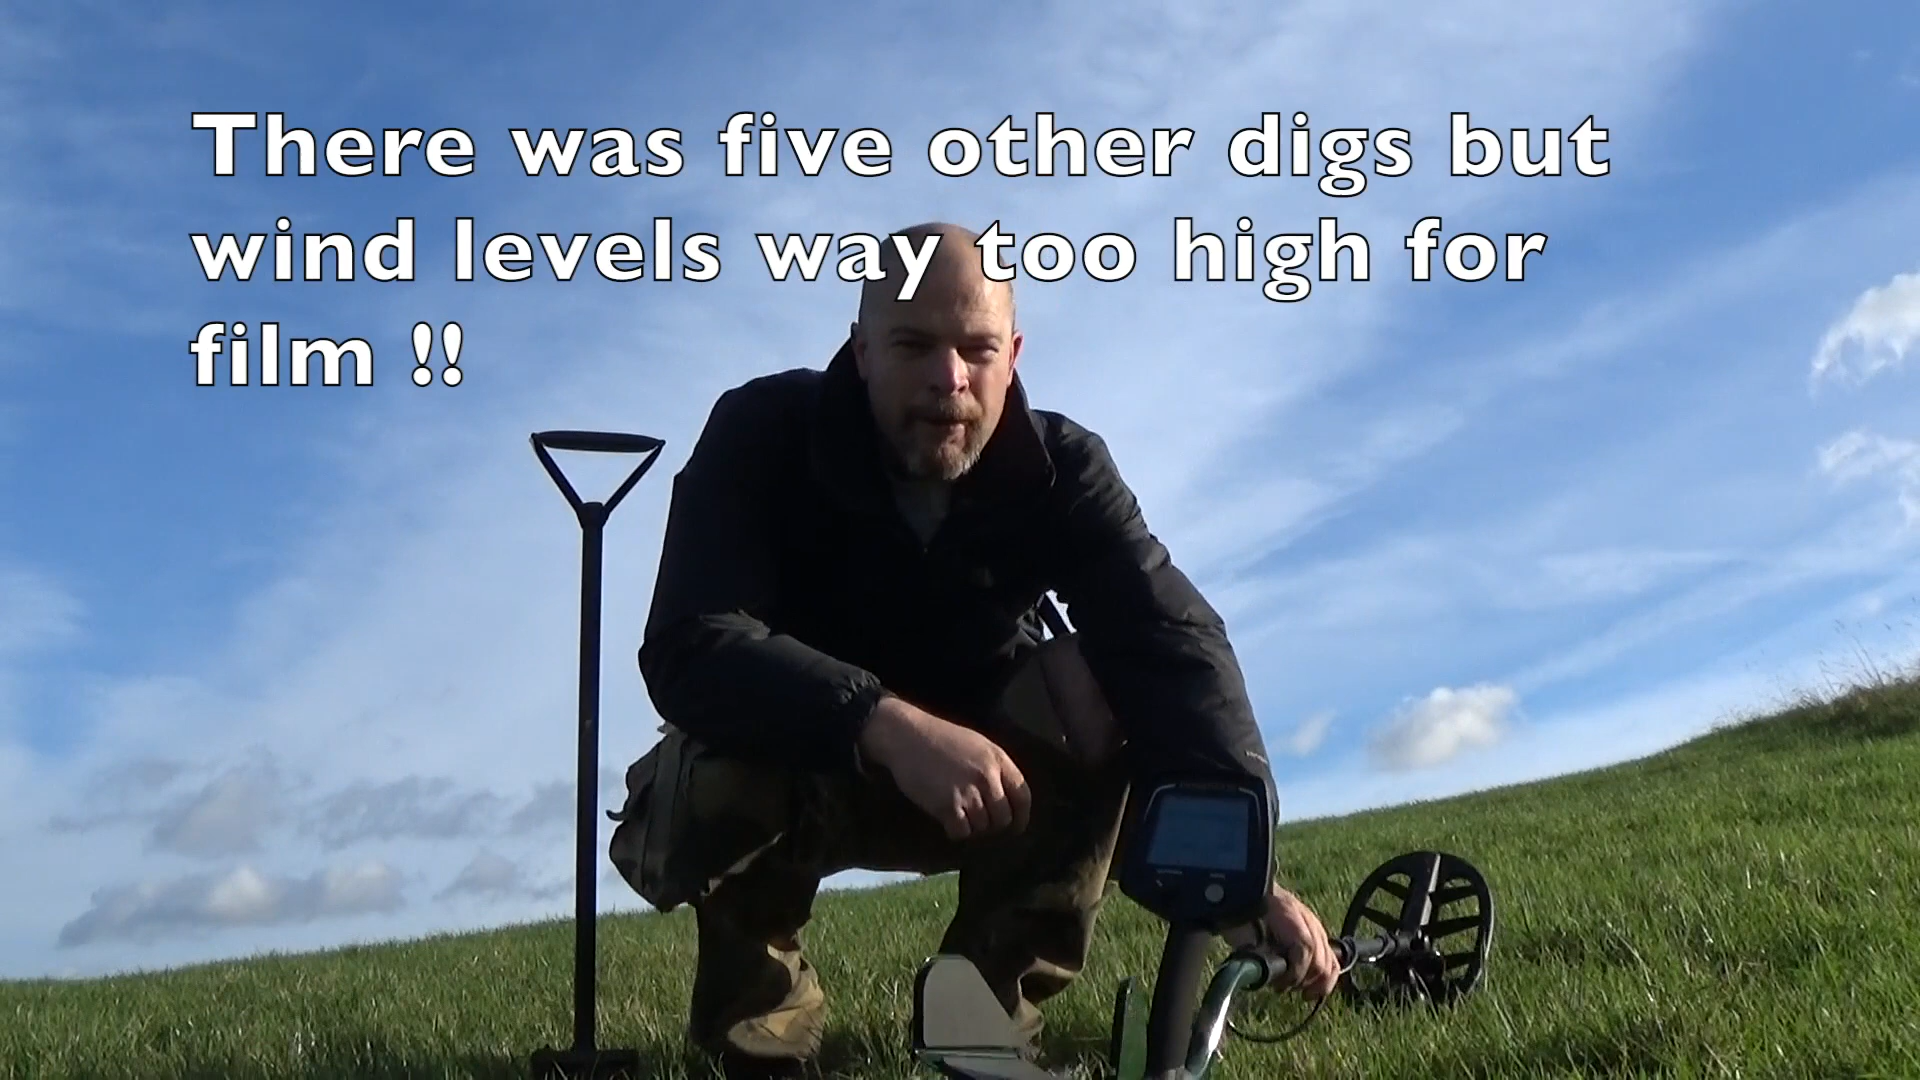 There was five other digs but
wind levels way too high for
film !!